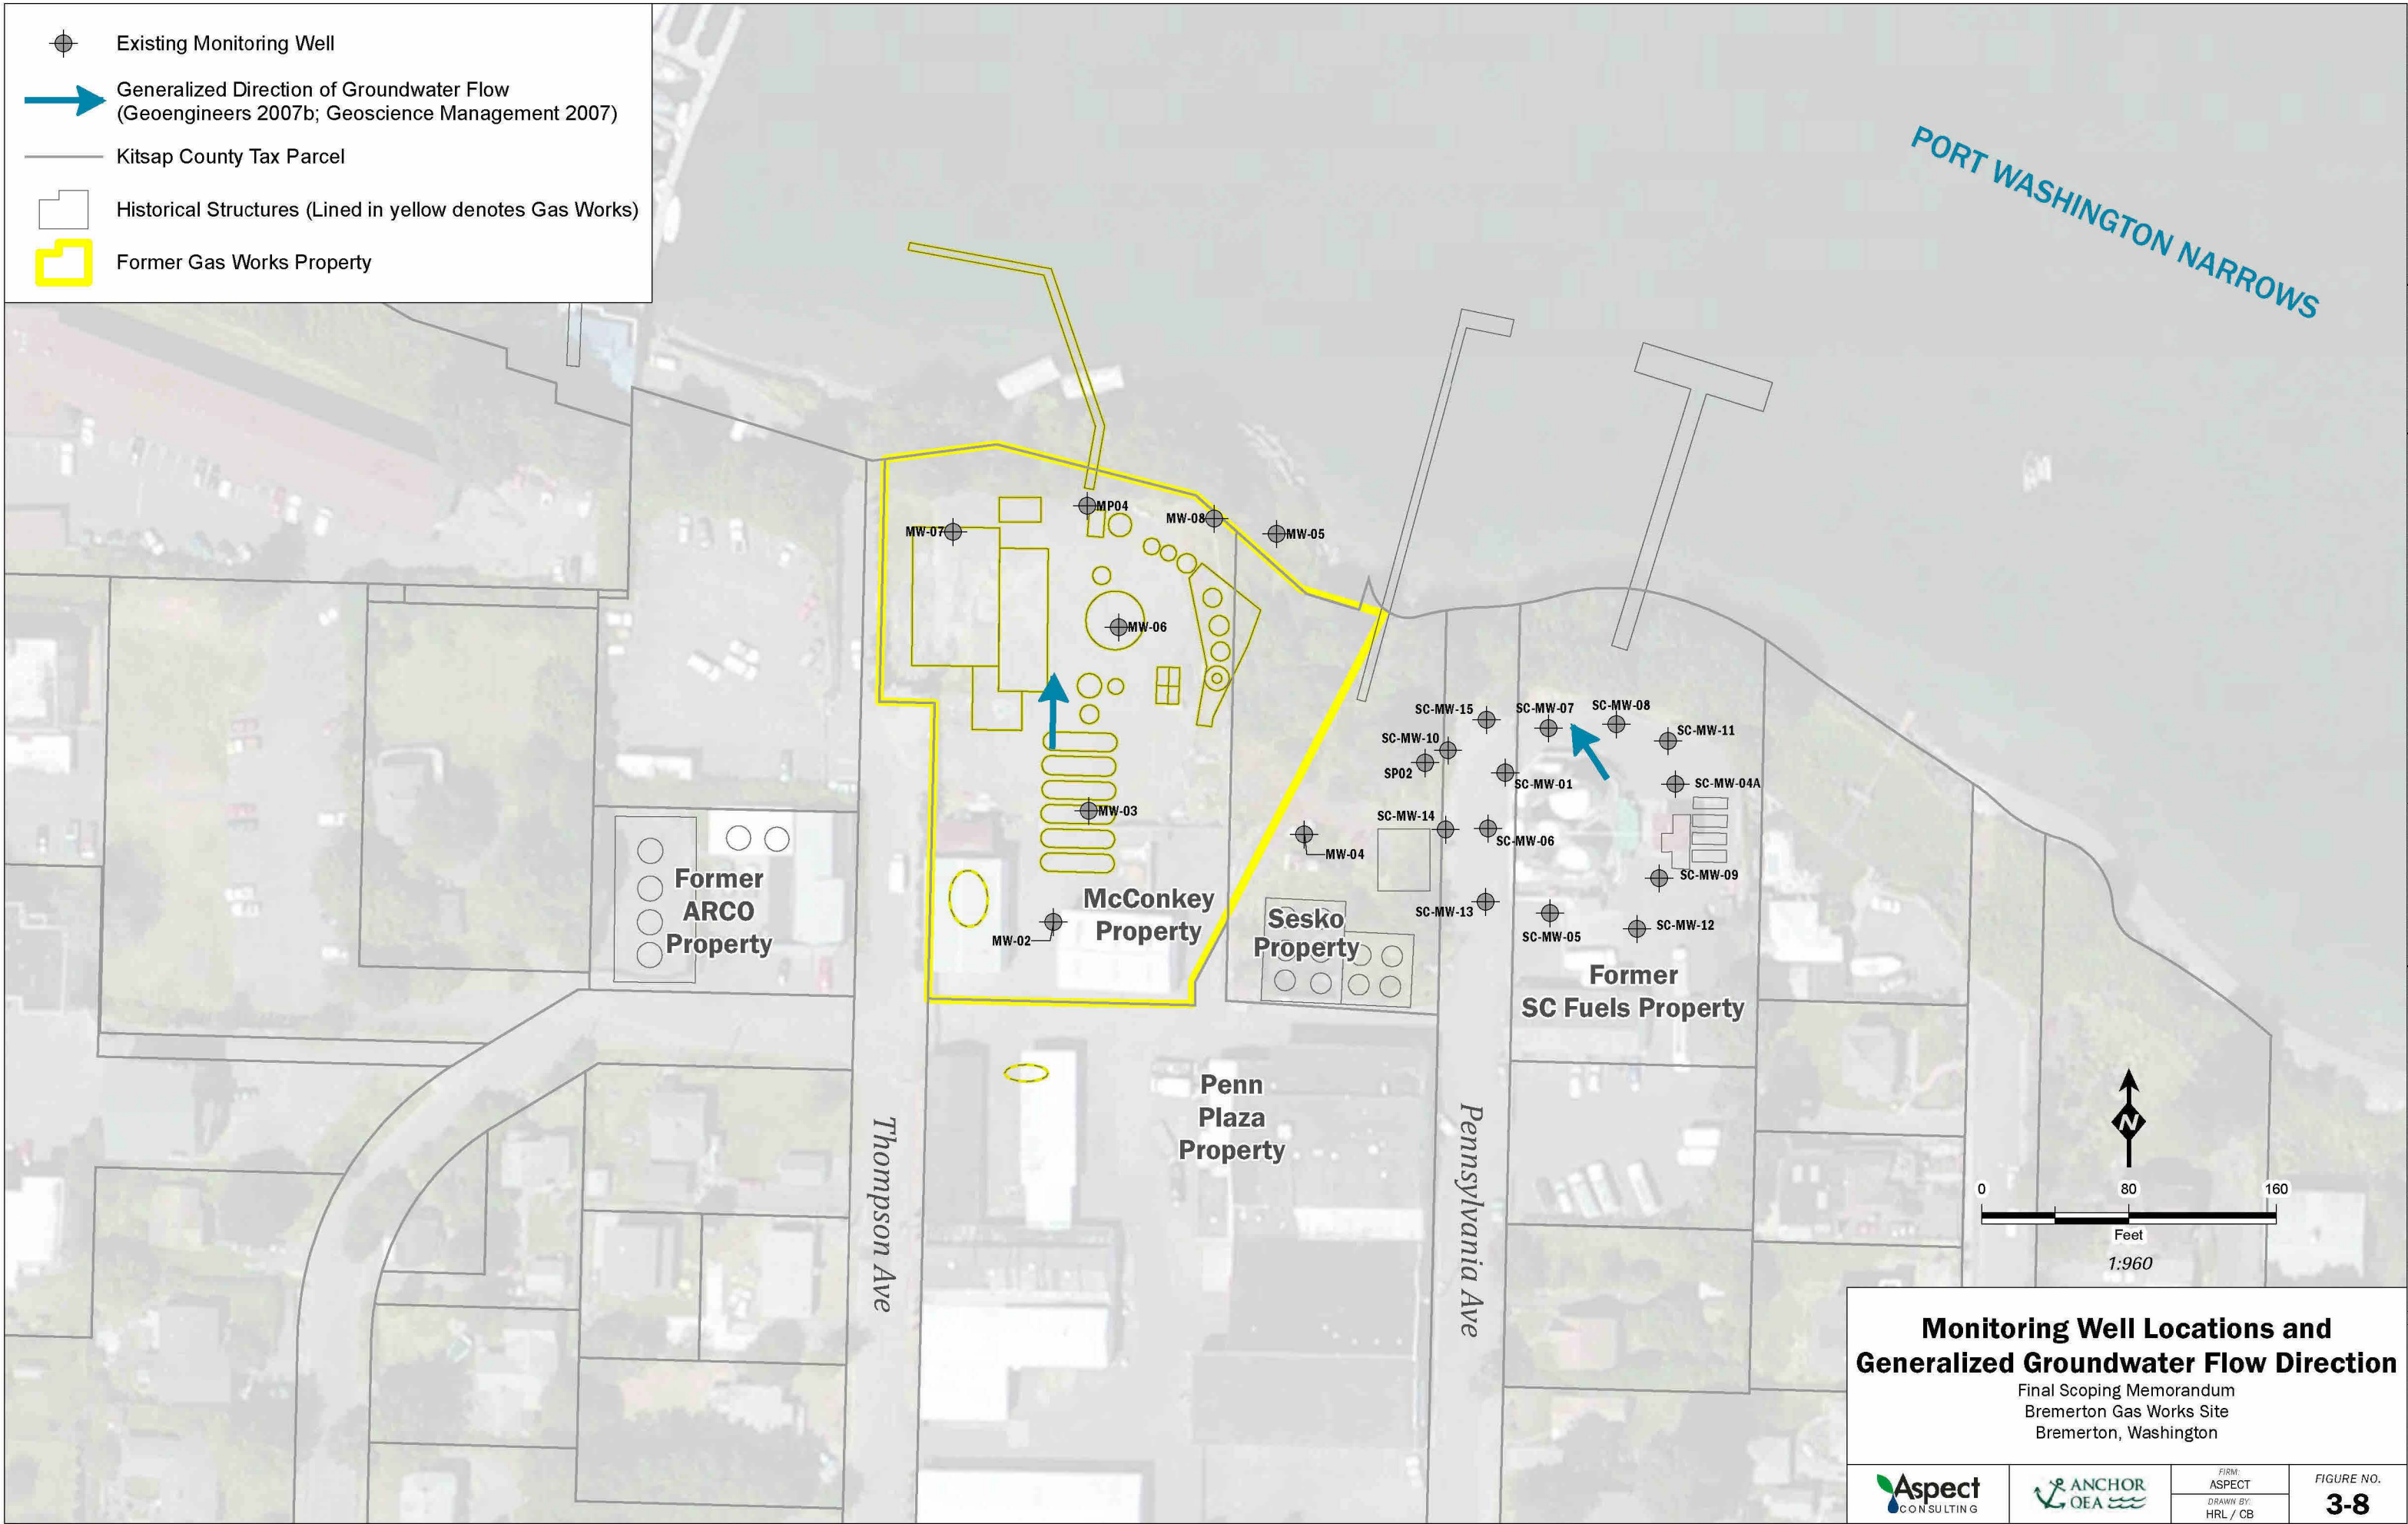 Existing Monitoring Well
Generalized Direction of Groundwater Flow
(Geoengineers 2007b; Geoscience Management 2007)
Kitsap County Tax Parcel
Historical Structures (Lined in yellow denotes Gas Works)
Former Gas Works Property
PORT WASHINGTON NARROWS
MP04
MW-08
MW-05
MW-07
MW-06
SC-MW-15
SC-MW-07
SC-MW-08
SC-MW-11
SC-MW-10
SP02
SC-MW-01
SC-MW-04A
MW-03
SC-MW-14
SC-MW-06
MW-04
SC-MW-09
Former
ARCO
Property
McConkey
Property
MW-02
Sesko
Property
SC-MW-13
SC-MW-05
SC-MW-12
Former
SC Fuels Property
Penn
Plaza
Property
Thompson Ave
Pennsylvania Ave
N
0 80 160
Feet
1:960
Monitoring Well Locations and
Generalized Groundwater Flow Direction
Final Scoping Memorandum
Bremerton Gas Works Site
Bremerton, Washington
Aspect
CONSULTING
ANCHOR
QEA
FIRM:
ASPECT
DRAWN BY:
HRL / CB
FIGURE NO.
3-8